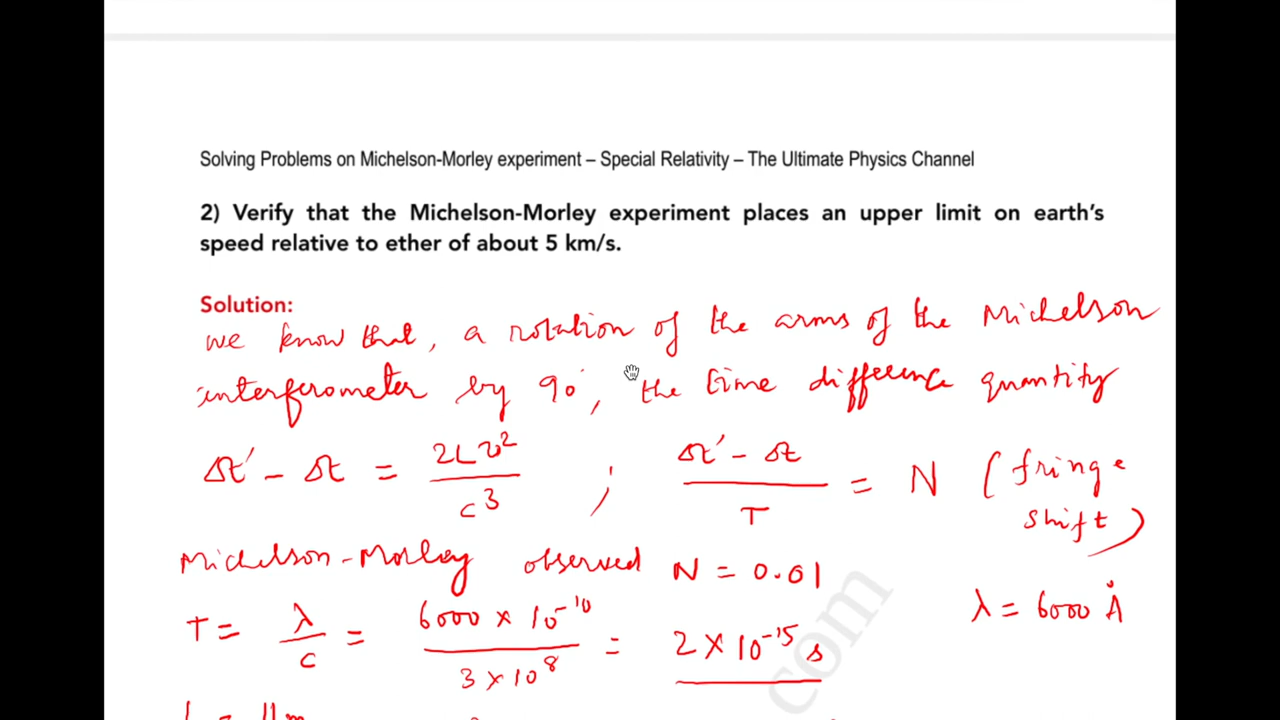 Solving Problems on Michelson-Morley experiment – Special Relativity – The Ultimate Physics Channel
2) Verify that the Michelson-Morley experiment places an upper limit on earth's
speed relative to ether of about 5 km/s.
Solution:
we know that, a rotation of the arms of the Michelson
interferometer by 90°, the time difference quantity
Δt′ – Δt = 2Lv²/c³ ; (Δt′ – Δt)/T = N (fringe
shift)
Michelson-Morley observed N = 0.01
λ = 6000 Å
T = λ/c = 6000 × 10⁻¹⁰ / 3 × 10⁸ = 2 × 10⁻¹⁵ s
L = 11m
com